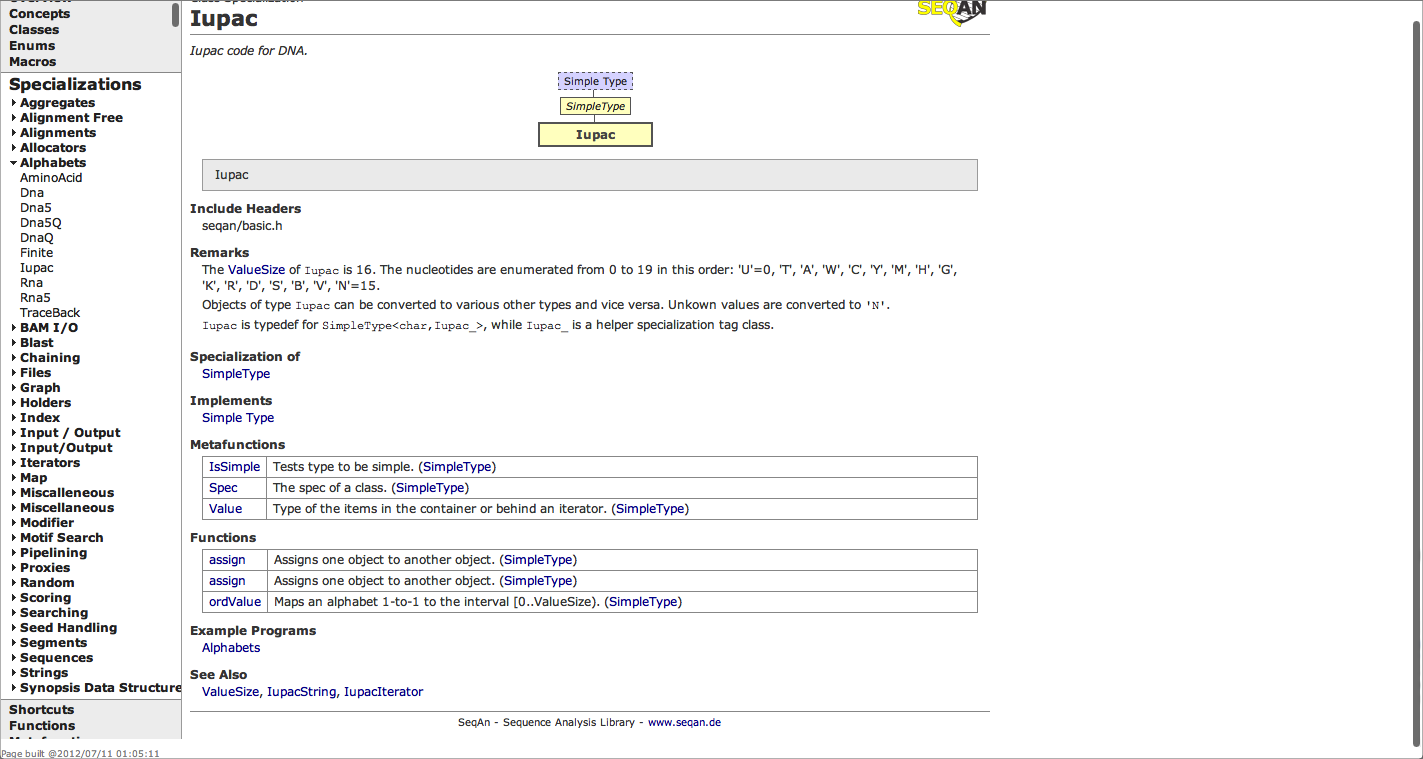 Concepts
Classes
Enums
Macros
Specializations
Aggregates
Alignment Free
Alignments
Allocators
Alphabets
AminoAcid
Dna
Dna5
Dna5Q
DnaQ
Finite
Iupac
Rna
Rna5
TraceBack
BAM I/O
Blast
Chaining
Files
Graph
Holders
Index
Input / Output
Input/Output
Iterators
Map
Miscalleneous
Miscellaneous
Modifier
Motif Search
Pipelining
Proxies
Random
Scoring
Searching
Seed Handling
Segments
Sequences
Strings
Synopsis Data Structure
Shortcuts
Functions
Page built @2012/07/11 01:05:11
SEQAN
Iupac
Iupac code for DNA.
Simple Type
SimpleType
Iupac
Iupac
Include Headers
seqan/basic.h
Remarks
The ValueSize of Iupac is 16. The nucleotides are enumerated from 0 to 19 in this order: 'U'=0, 'T', 'A', 'W', 'C', 'Y', 'M', 'H', 'G',
'K', 'R', 'D', 'S', 'B', 'V', 'N'=15.
Objects of type Iupac can be converted to various other types and vice versa. Unkown values are converted to 'N'.
Iupac is typedef for SimpleType<char,Iupac_>, while Iupac_ is a helper specialization tag class.
Specialization of
SimpleType
Implements
Simple Type
Metafunctions
IsSimple Tests type to be simple. (SimpleType)
Spec The spec of a class. (SimpleType)
Value Type of the items in the container or behind an iterator. (SimpleType)
Functions
assign Assigns one object to another object. (SimpleType)
assign Assigns one object to another object. (SimpleType)
ordValue Maps an alphabet 1-to-1 to the interval [0..ValueSize). (SimpleType)
Example Programs
Alphabets
See Also
ValueSize, IupacString, IupacIterator
SeqAn - Sequence Analysis Library - www.seqan.de